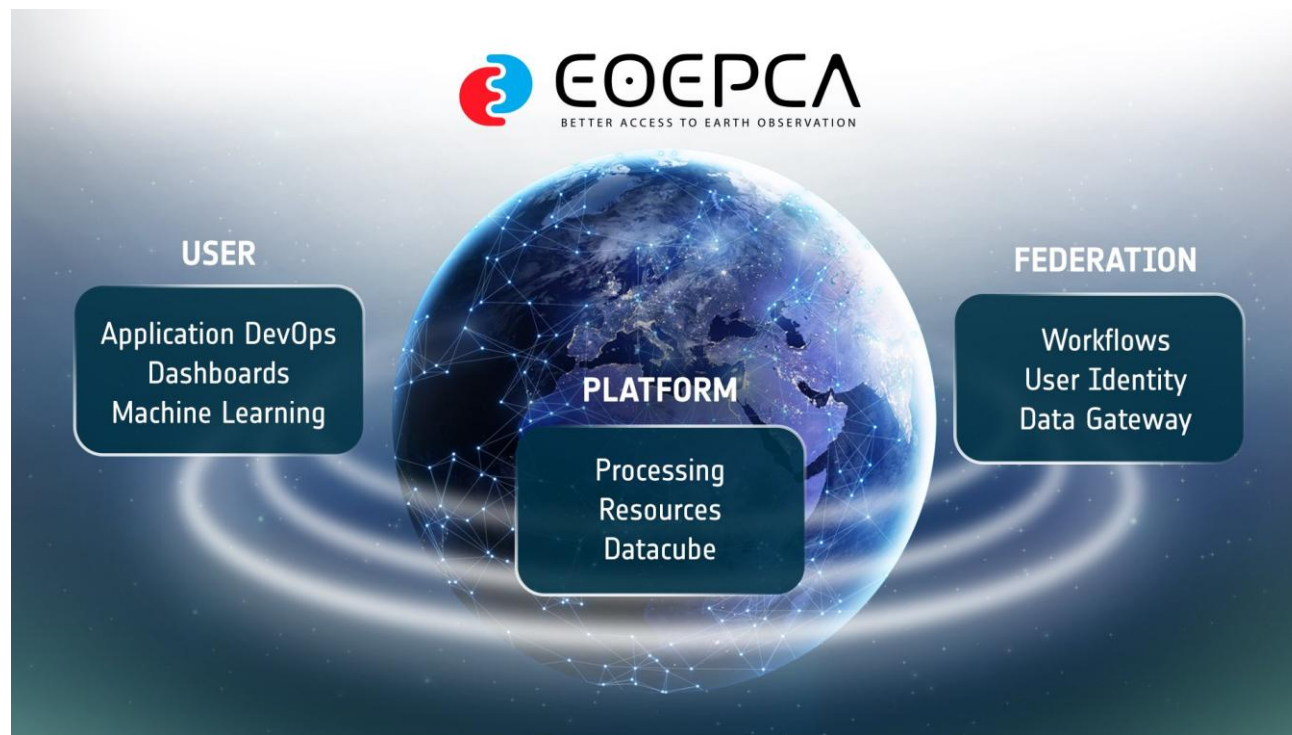 EOEPCA
BETTER ACCESS TO EARTH OBSERVATION
USER
Application DevOps
Dashboards
Machine Learning
PLATFORM
Processing
Resources
Datacube
FEDERATION
Workflows
User Identity
Data Gateway